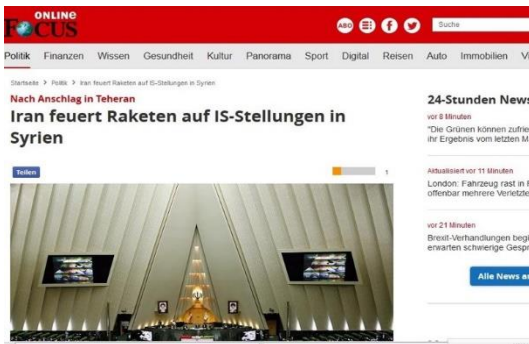 ONLINE
FOCUS
ABO
Suche
Politik Finanzen Wissen Gesundheit Kultur Panorama Sport Digital Reisen Auto Immobilien
Startseite > Politik > Iran feuert Raketen auf IS-Stellungen in Syrien
Nach Anschlag in Teheran
Iran feuert Raketen auf IS-Stellungen in
Syrien
Teilen
1
24-Stunden News
vor 8 Minuten
"Die Grünen können zufrie
ihr Ergebnis vom letzten M
Aktualisiert vor 11 Minuten
London: Fahrzeug rast in
offenbar mehrere Verletzte
vor 21 Minuten
Brexit-Verhandlungen begi
erwarten schwierige Gesp
Alle News a